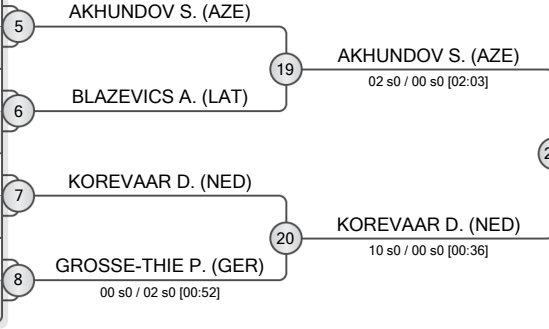 5
AKHUNDOV S. (AZE)
19
AKHUNDOV S. (AZE)
02 s0 / 00 s0 [02:03]
6
BLAZEVICS A. (LAT)
7
KOREVAAR D. (NED)
20
KOREVAAR D. (NED)
10 s0 / 00 s0 [00:36]
8
GROSSE-THIE P. (GER)
00 s0 / 02 s0 [00:52]